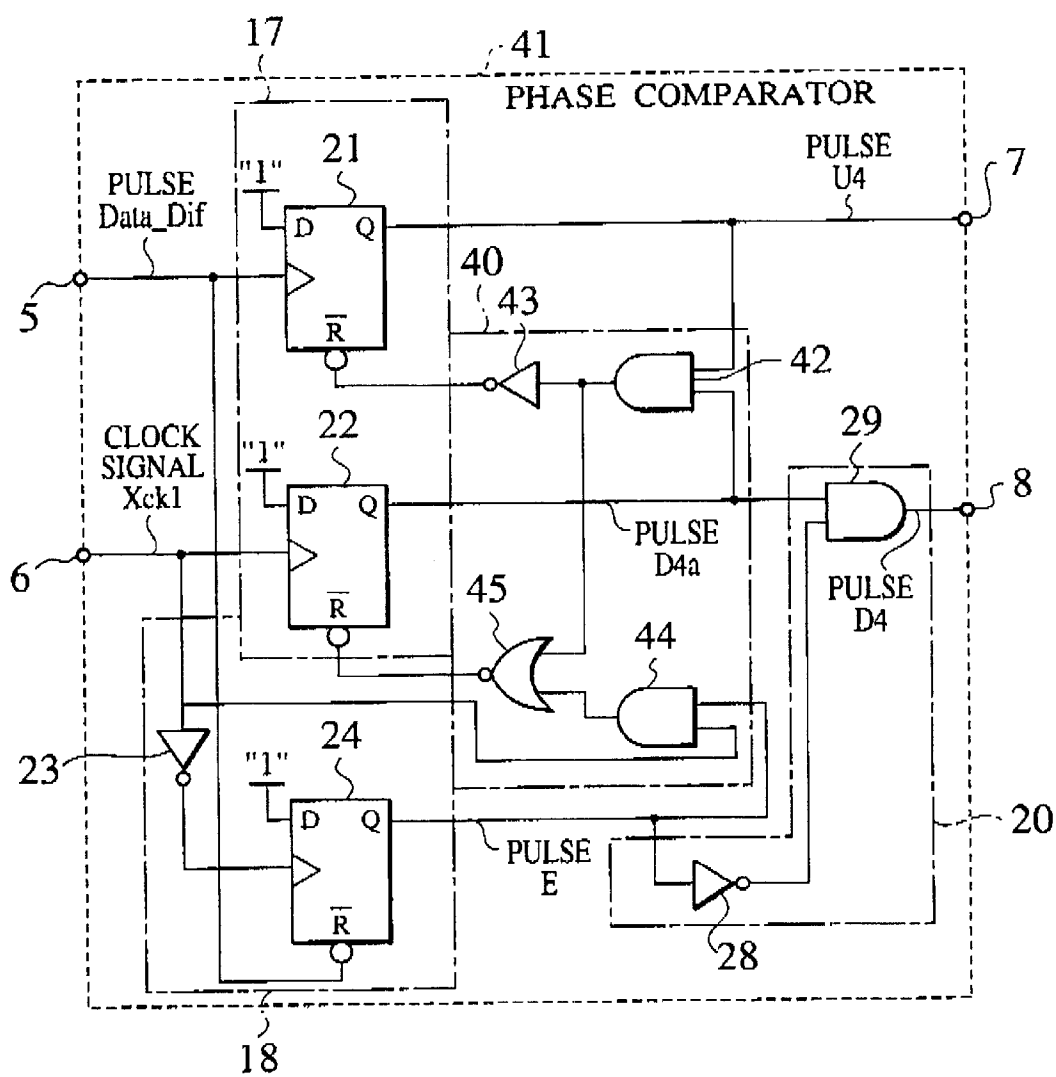 17
41
PHASE COMPARATOR
PULSE
Data_Dif
"1"
21
D Q
R
PULSE
U4
7
5
40
43
42
CLOCK
SIGNAL
Xck1
"1"
22
D Q
R
29
8
PULSE
D4a
PULSE
D4
6
45
44
23
"1"
24
D Q
R
PULSE
E
20
28
18